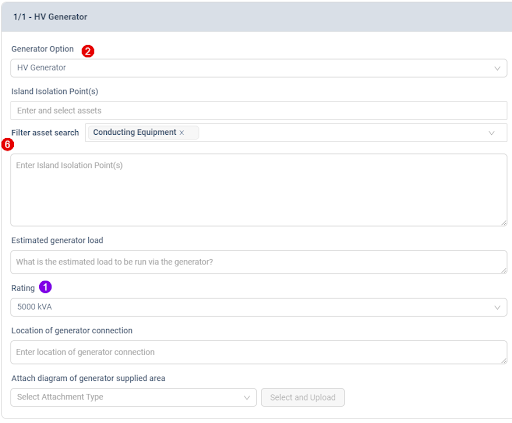 1/1 - HV Generator
Generator Option 2
HV Generator
Island Isolation Point(s)
Enter and select assets
Filter asset search Conducting Equipment ×
6
Enter Island Isolation Point(s)
Estimated generator load
What is the estimated load to be run via the generator?
Rating 1
5000 kVA
Location of generator connection
Enter location of generator connection
Attach diagram of generator supplied area
Select Attachment Type Select and Upload